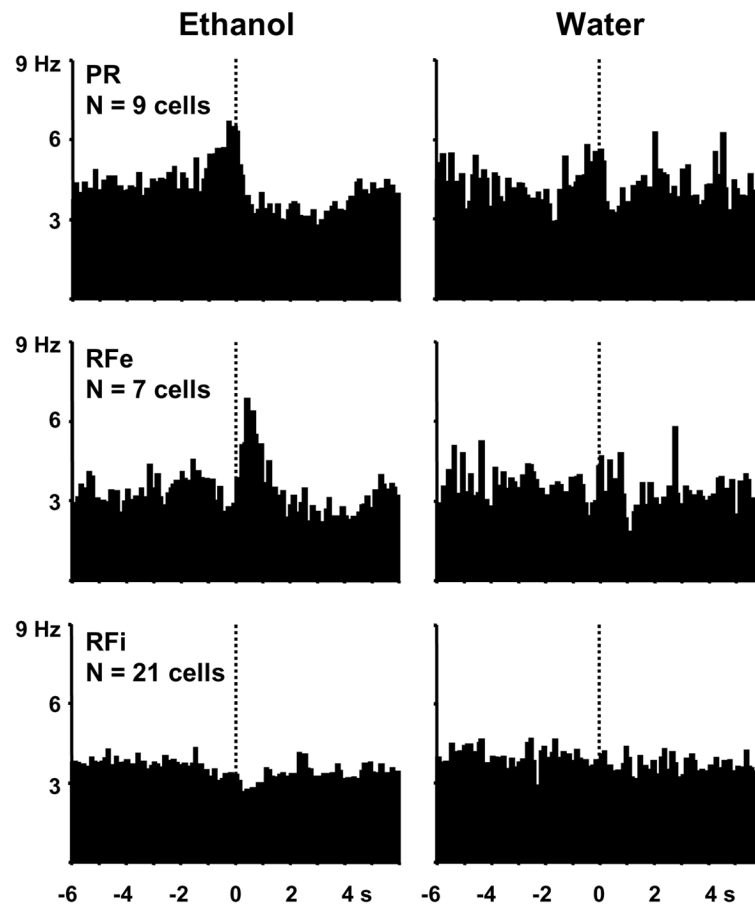 Ethanol Water
9 Hz PR
N = 9 cells
6
3
9 Hz RFe
N = 7 cells
6
3
9 Hz RFi
N = 21 cells
6
3
-6 -4 -2 0 2 4 s -6 -4 -2 0 2 4 s